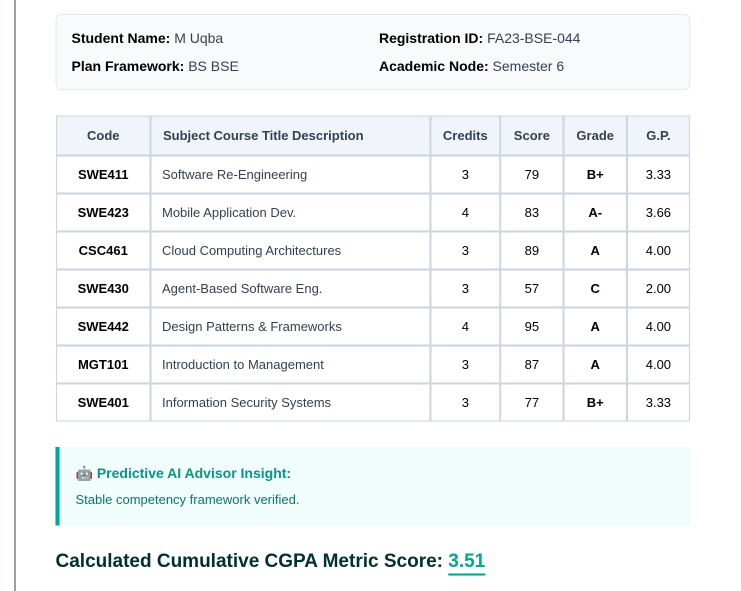 Student Name: M Uqba Registration ID: FA23-BSE-044
Plan Framework: BS BSE Academic Node: Semester 6
Code Subject Course Title Description Credits Score Grade G.P.
SWE411 Software Re-Engineering 3 79 B+ 3.33
SWE423 Mobile Application Dev. 4 83 A- 3.66
CSC461 Cloud Computing Architectures 3 89 A 4.00
SWE430 Agent-Based Software Eng. 3 57 C 2.00
SWE442 Design Patterns & Frameworks 4 95 A 4.00
MGT101 Introduction to Management 3 87 A 4.00
SWE401 Information Security Systems 3 77 B+ 3.33
🤖 Predictive AI Advisor Insight:
Stable competency framework verified.
Calculated Cumulative CGPA Metric Score: 3.51